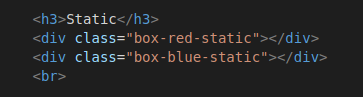 <h3>Static</h3>
<div class="box-red-static"></div>
<div class="box-blue-static"></div>
<br>